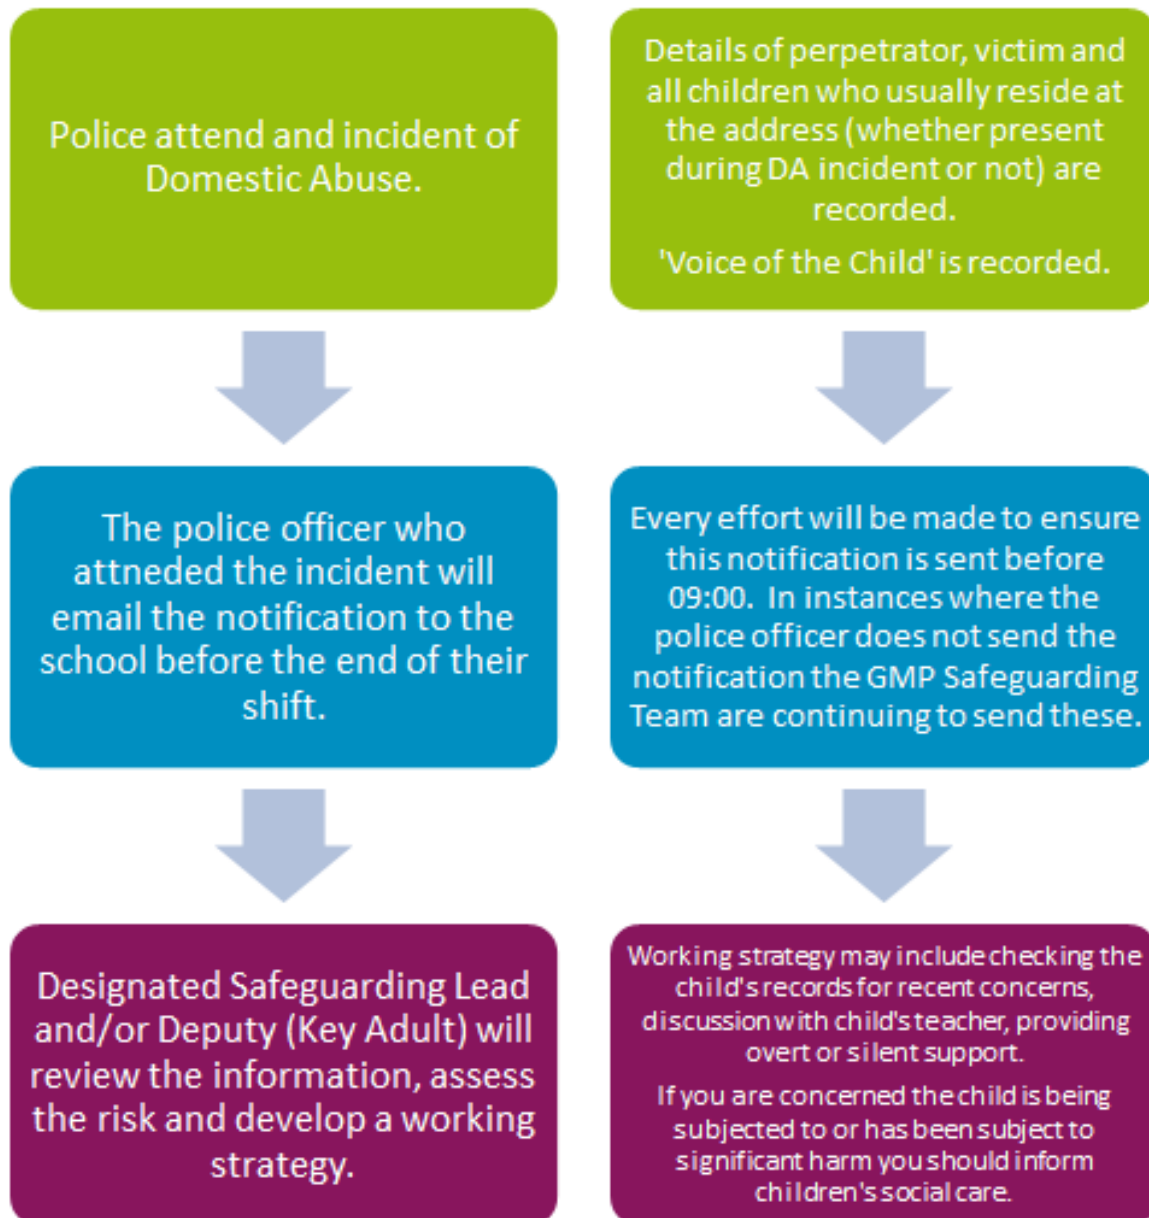 Police attend and incident of
Domestic Abuse.
Details of perpetrator, victim and
all children who usually reside at
the address (whether present
during DA incident or not) are
recorded.
'Voice of the Child' is recorded.
The police officer who
attneded the incident will
email the notification to the
school before the end of their
shift.
Every effort will be made to ensure
this notification is sent before
09:00. In instances where the
police officer does not send the
notification the GMP Safeguarding
Team are continuing to send these.
Designated Safeguarding Lead
and/or Deputy (Key Adult) will
review the information, assess
the risk and develop a working
strategy.
Working strategy may include checking the
child's records for recent concerns,
discussion with child's teacher, providing
overt or silent support.
If you are concerned the child is being
subjected to or has been subject to
significant harm you should inform
children's social care.